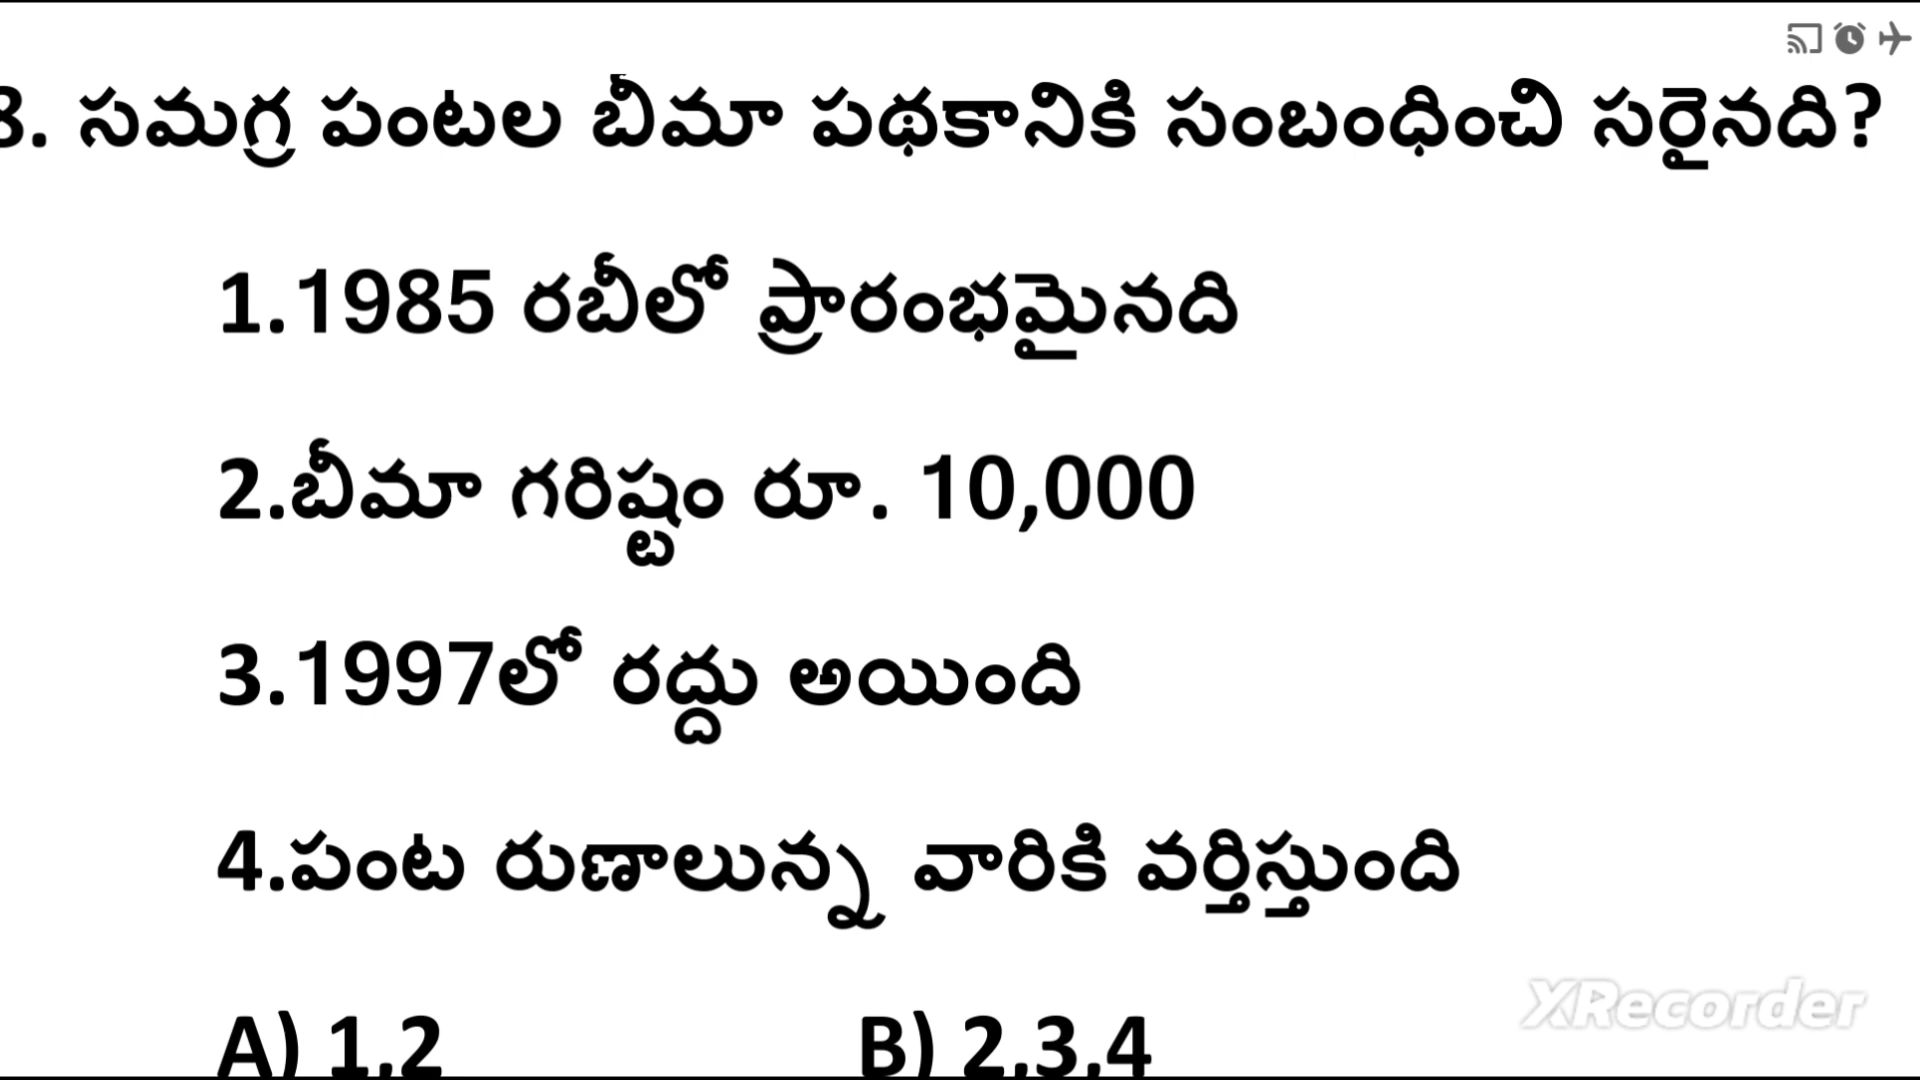 8. సమగ్ర పంటల బీమా పథకానికి సంబంధించి సరైనది?
1.1985 రబీలో ప్రారంభమైనది
2.బీమా గరిష్టం రూ. 10,000
3.1997లో రద్దు అయింది
4.పంట రుణాలున్న వారికి వర్తిస్తుంది
XRecorder
A) 1,2 B) 2,3,4